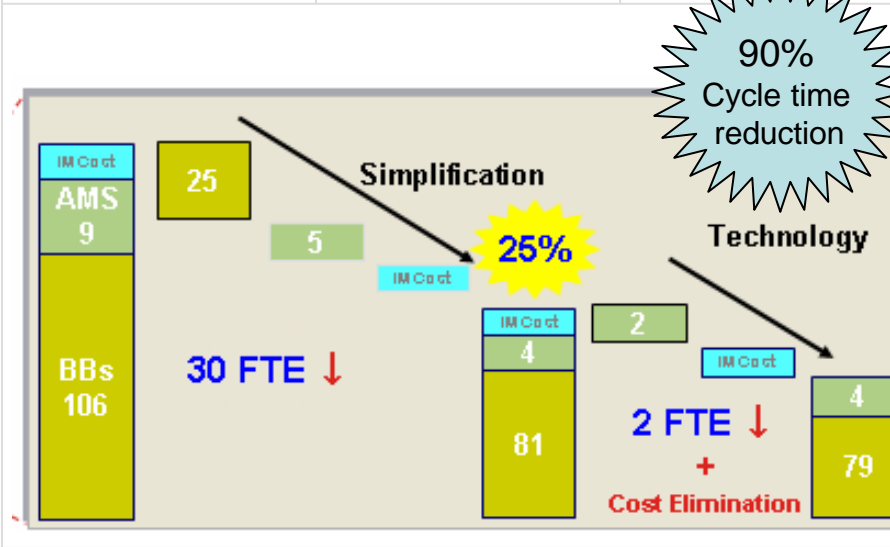 90%
Cycle time
reduction
IM Cost
AMS
9
BBs
106
25
5
IM Cost
Simplification
25%
30 FTE ↓
IM Cost
4
81
Technology
2
IM Cost
2 FTE ↓
+
Cost Elimination
4
79